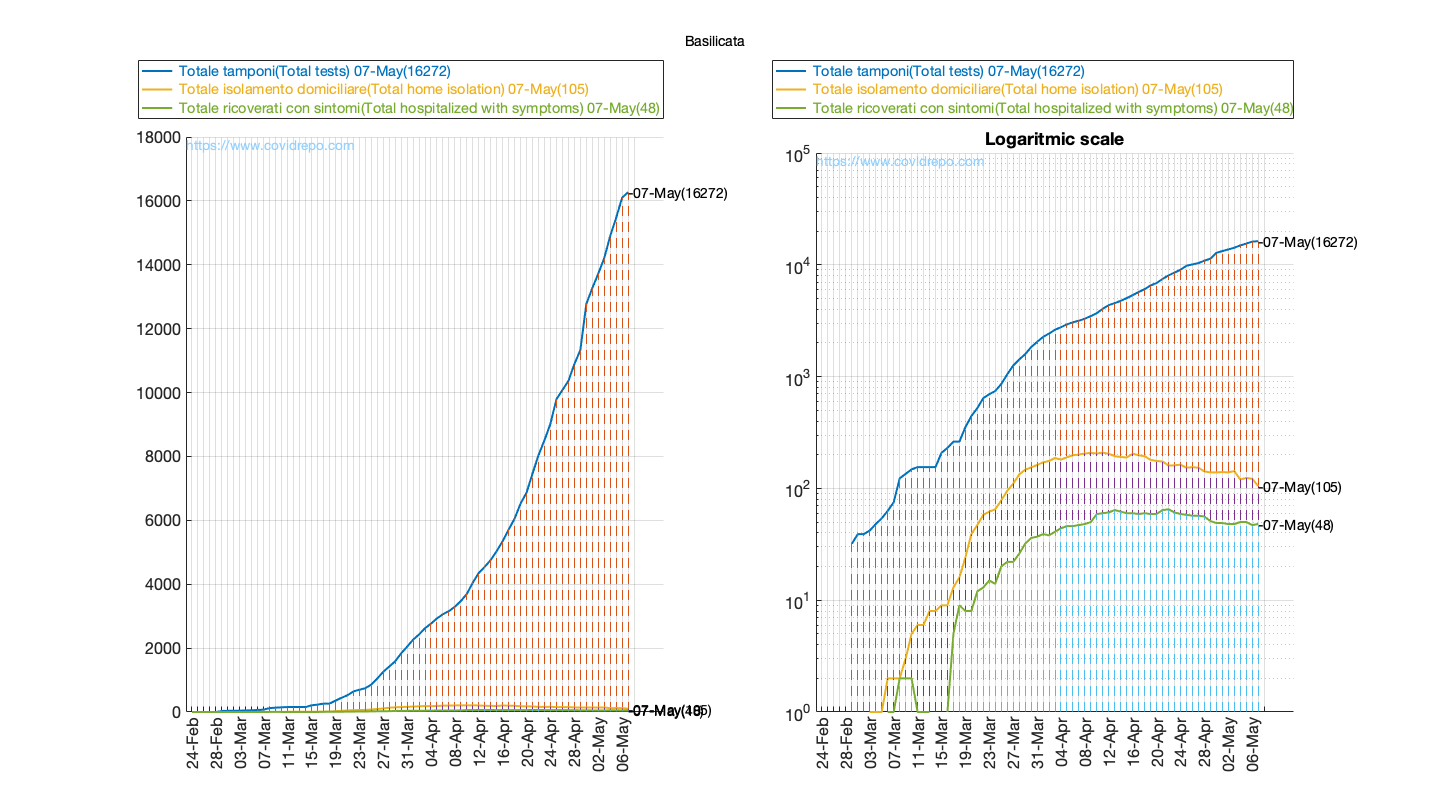 Basilicata
Totale tamponi(Total tests) 07-May(16272)
Totale isolamento domiciliare(Total home isolation) 07-May(105)
Totale ricoverati con sintomi(Total hospitalized with symptoms) 07-May(48)
18000
https://www.covidrepo.com
16000
07-May(16272)
14000
12000
10000
8000
6000
4000
2000
0
24-Feb
28-Feb
03-Mar
07-Mar
11-Mar
15-Mar
19-Mar
23-Mar
27-Mar
31-Mar
04-Apr
08-Apr
12-Apr
16-Apr
20-Apr
24-Apr
28-Apr
02-May
06-May
Totale tamponi(Total tests) 07-May(16272)
Totale isolamento domiciliare(Total home isolation) 07-May(105)
Totale ricoverati con sintomi(Total hospitalized with symptoms) 07-May(48)
Logaritmic scale
10^5
https://www.covidrepo.com
07-May(16272)
10^4
10^3
10^2
07-May(105)
07-May(48)
10^1
10^0
24-Feb
28-Feb
03-Mar
07-Mar
11-Mar
15-Mar
19-Mar
23-Mar
27-Mar
31-Mar
04-Apr
08-Apr
12-Apr
16-Apr
20-Apr
24-Apr
28-Apr
02-May
06-May